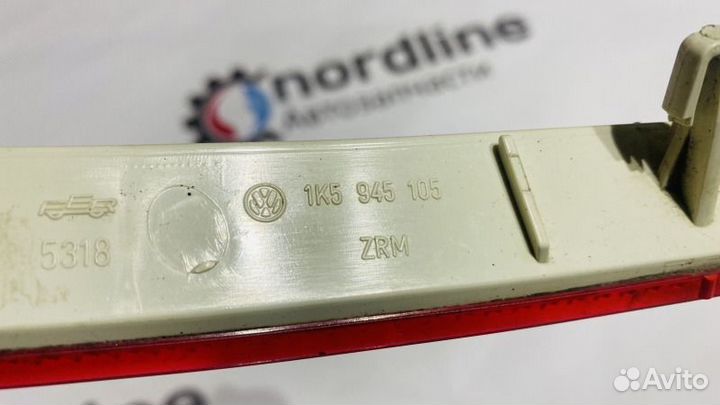 nordline
Автозапчасти
1K5 945 105
5318
ZRM
Avito